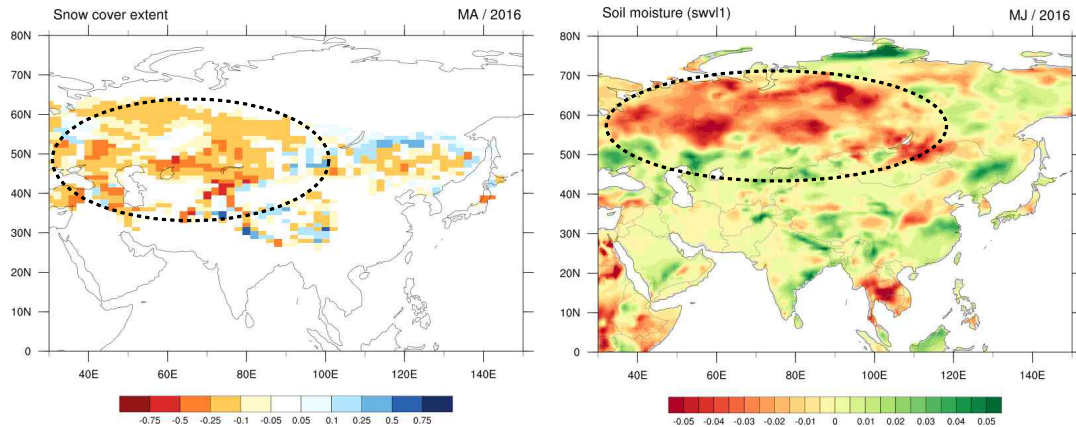 Snow cover extent MA / 2016
80N
70N
60N
50N
40N
30N
20N
10N
0
40E 60E 80E 100E 120E 140E
-0.75 -0.5 -0.25 -0.1 -0.05 0.05 0.1 0.25 0.5 0.75
Soil moisture (swvl1) MJ / 2016
80N
70N
60N
50N
40N
30N
20N
10N
0
40E 60E 80E 100E 120E 140E
-0.05 -0.04 -0.03 -0.02 -0.01 0 0.01 0.02 0.03 0.04 0.05